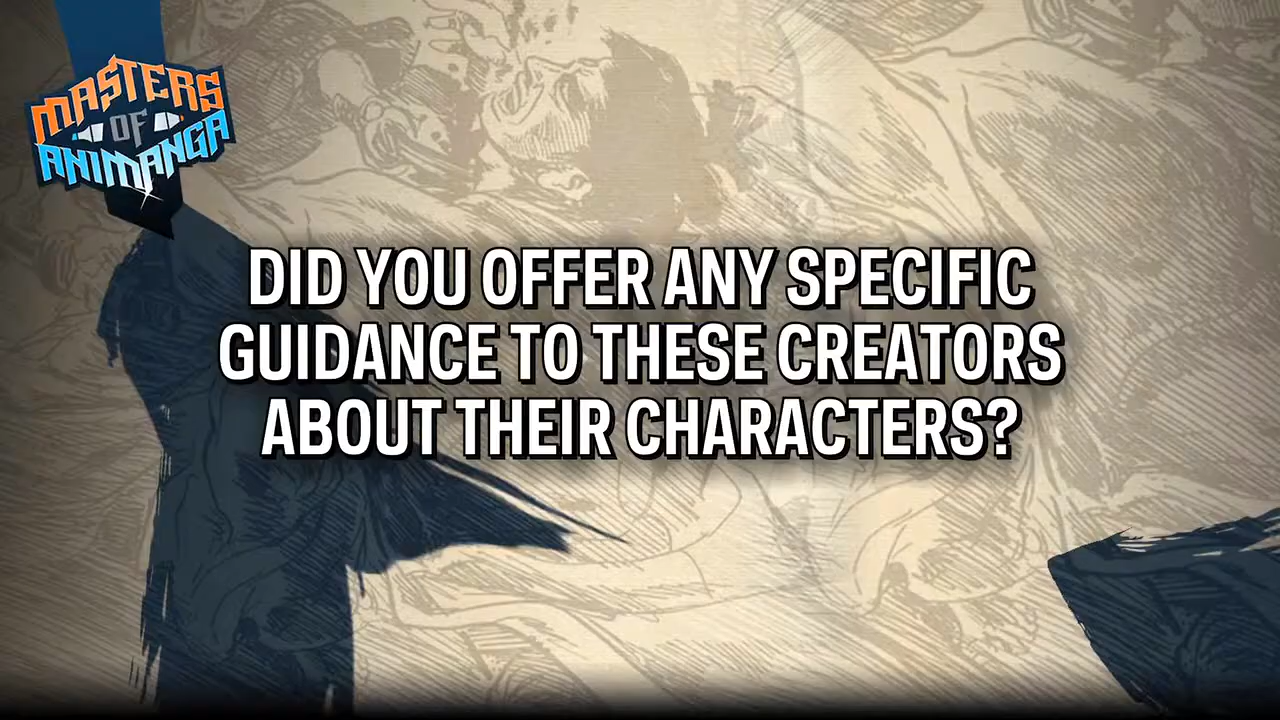 MASTERS
OF
ANIMANGA
DID YOU OFFER ANY SPECIFIC
GUIDANCE TO THESE CREATORS
ABOUT THEIR CHARACTERS?